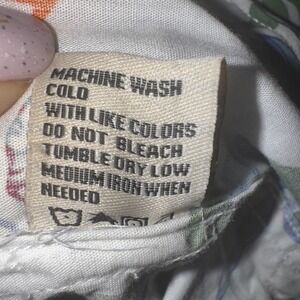 MACHINE WASH
COLD
WITH LIKE COLORS
DO NOT BLEACH
TUMBLE DRY LOW
MEDIUM IRON WHEN
NEEDED